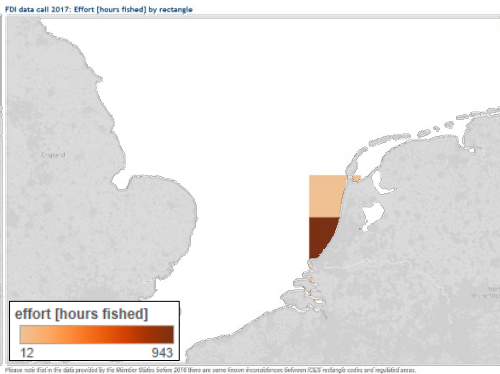 FDI data call 2017: Effort [hours fished] by rectangle
England
effort [hours fished]
12 943
Please note that in the data provided by the Member States before 2016 there are some known inconsistencies between ICES rectangle codes and regulated areas.